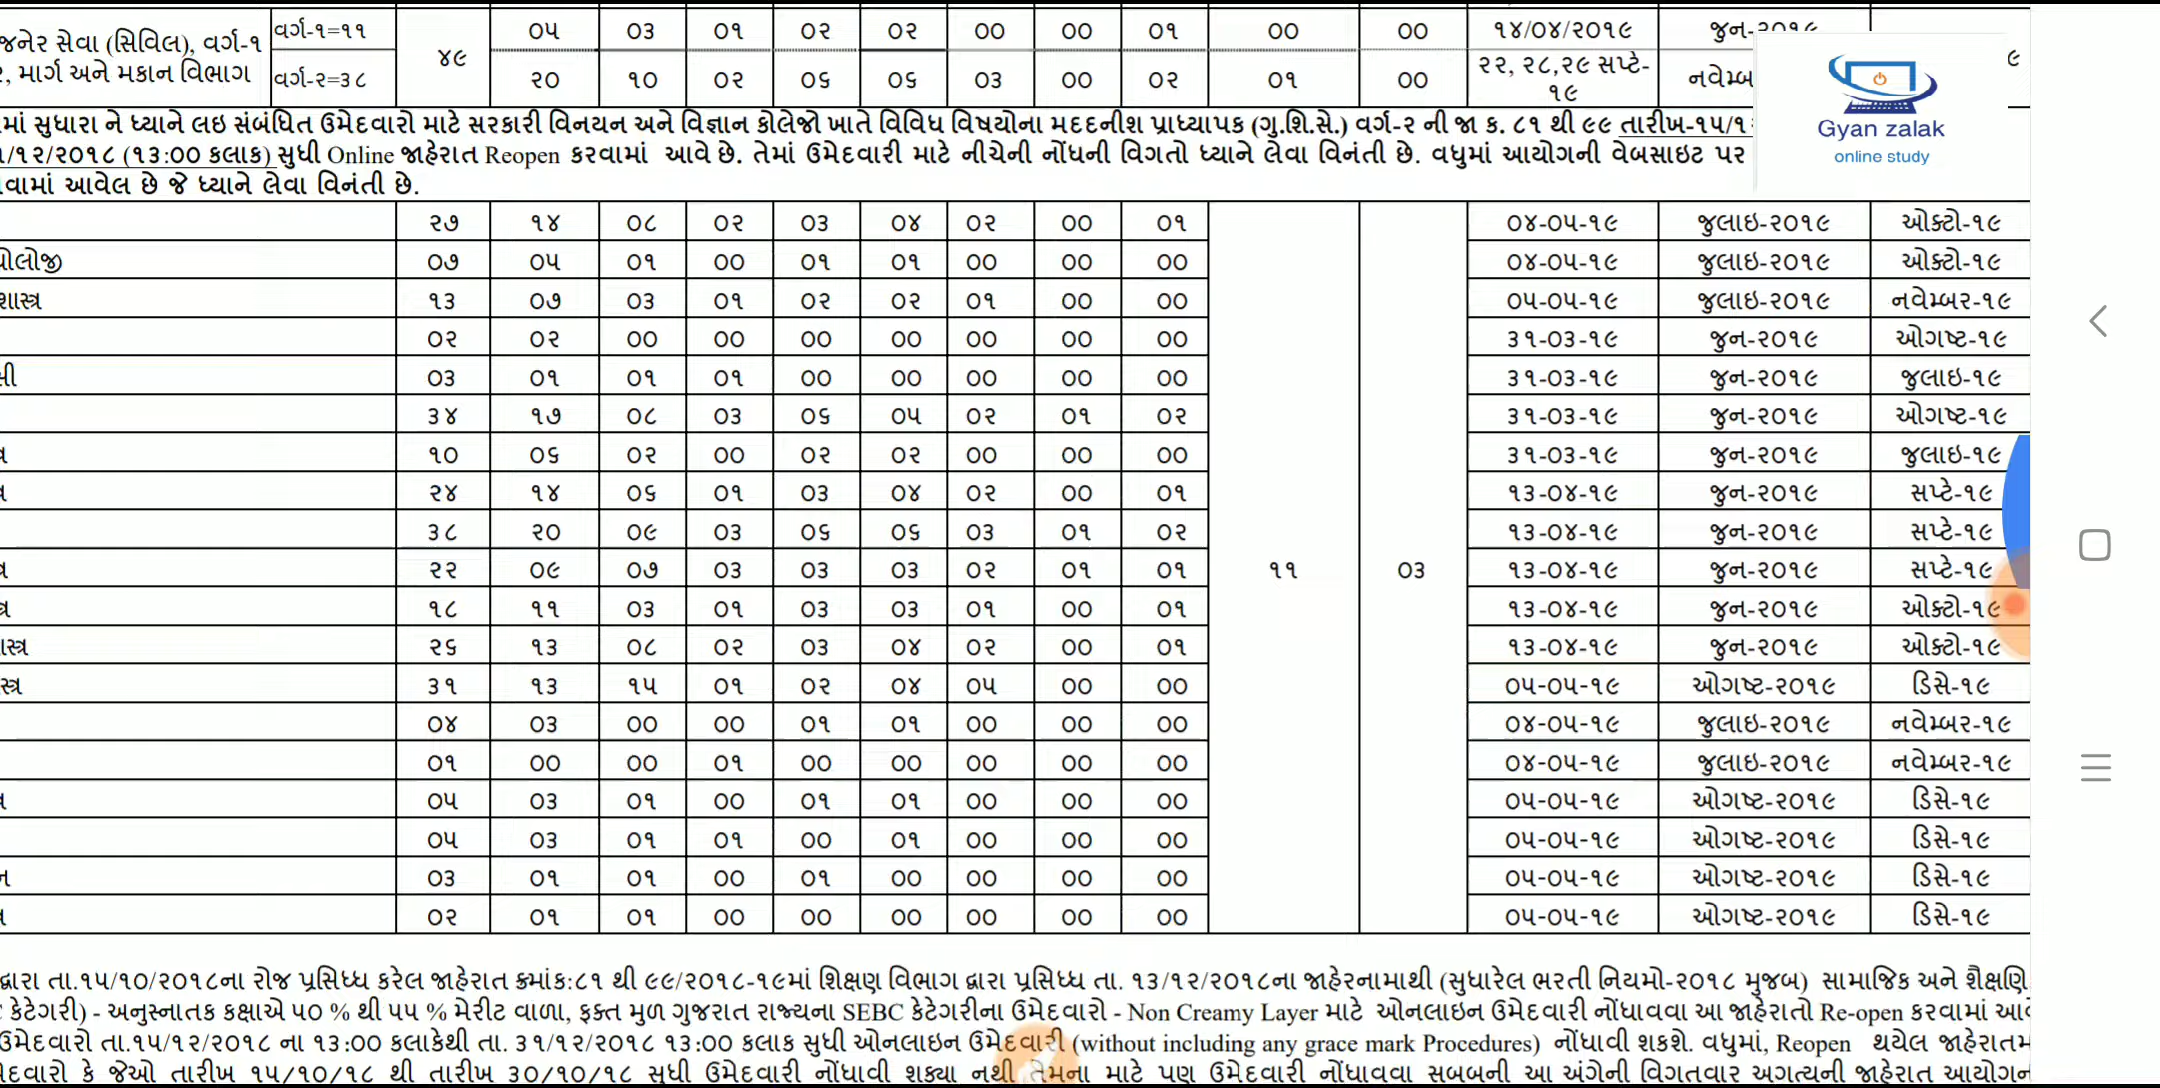 જનેર સેવા (સિવિલ), વર્ગ-૧ વર્ગ-૧=૧૧ ૪૯ ૦૫ ૦૩ ૦૧ ૦૨ ૦૨ ૦૦ ૦૦ ૦૧ ૦૦ ૦૦ ૧૪/૦૪/૨૦૧૯ જુન-૨૦૧૯
૨, માર્ગ અને મકાન વિભાગ વર્ગ-૨=૩૮ ૨૦ ૧૦ ૦૨ ૦૬ ૦૬ ૦૩ ૦૦ ૦૨ ૦૧ ૦૦ ૨૨, ૨૮,૨૯ સપ્ટે-૧૯ નવેમ્બ ૯
Gyan zalak
online study
માં સુધારા ને ધ્યાને લઇ સંબંધિત ઉમેદવારો માટે સરકારી વિનયન અને વિજ્ઞાન કોલેજો ખાતે વિવિધ વિષયોના મદદનીશ પ્રાધ્યાપક (ગુ.શિ.સે.) વર્ગ-૨ ની જા ક. ૮૧ થી ૯૯ તારીખ-૧૫/૧
૧/૧૨/૨૦૧૮ (૧૩:૦૦ કલાક) સુધી Online જાહેરાત Reopen કરવામાં આવે છે. તેમાં ઉમેદવારી માટે નીચેની નોંધની વિગતો ધ્યાને લેવા વિનંતી છે. વધુમાં આયોગની વેબસાઇટ પર
વામાં આવેલ છે જે ધ્યાને લેવા વિનંતી છે.
૨૭ ૧૪ ૦૮ ૦૨ ૦૩ ૦૪ ૦૨ ૦૦ ૦૧ ૦૪-૦૫-૧૯ જુલાઇ-૨૦૧૯ ઓક્ટો-૧૯
યોલોજી ૦૭ ૦૫ ૦૧ ૦૦ ૦૧ ૦૧ ૦૦ ૦૦ ૦૦ ૦૪-૦૫-૧૯ જુલાઇ-૨૦૧૯ ઓક્ટો-૧૯
શાસ્ત્ર ૧૩ ૦૭ ૦૩ ૦૧ ૦૨ ૦૨ ૦૧ ૦૦ ૦૦ ૦૫-૦૫-૧૯ જુલાઇ-૨૦૧૯ નવેમ્બર-૧૯
૦૨ ૦૨ ૦૦ ૦૦ ૦૦ ૦૦ ૦૦ ૦૦ ૦૦ ૩૧-૦૩-૧૯ જુન-૨૦૧૯ ઓગષ્ટ-૧૯
સી ૦૩ ૦૧ ૦૧ ૦૧ ૦૦ ૦૦ ૦૦ ૦૦ ૦૦ ૩૧-૦૩-૧૯ જુન-૨૦૧૯ જુલાઇ-૧૯
૩૪ ૧૭ ૦૮ ૦૩ ૦૬ ૦૫ ૦૨ ૦૧ ૦૨ ૩૧-૦૩-૧૯ જુન-૨૦૧૯ ઓગષ્ટ-૧૯
૧૦ ૦૬ ૦૨ ૦૦ ૦૨ ૦૨ ૦૦ ૦૦ ૦૦ ૩૧-૦૩-૧૯ જુન-૨૦૧૯ જુલાઇ-૧૯
૨૪ ૧૪ ૦૬ ૦૧ ૦૩ ૦૪ ૦૨ ૦૦ ૦૧ ૧૩-૦૪-૧૯ જુન-૨૦૧૯ સપ્ટે-૧૯
૩૮ ૨૦ ૦૯ ૦૩ ૦૬ ૦૬ ૦૩ ૦૧ ૦૨ ૧૩-૦૪-૧૯ જુન-૨૦૧૯ સપ્ટે-૧૯
૨૨ ૦૯ ૦૭ ૦૩ ૦૩ ૦૩ ૦૨ ૦૧ ૦૧ ૧૧ ૦૩ ૧૩-૦૪-૧૯ જુન-૨૦૧૯ સપ્ટે-૧૯
૧૮ ૧૧ ૦૩ ૦૧ ૦૩ ૦૩ ૦૧ ૦૦ ૦૧ ૧૩-૦૪-૧૯ જુન-૨૦૧૯ ઓક્ટો-૧૯
ાસ્ત્ર ૨૬ ૧૩ ૦૮ ૦૨ ૦૩ ૦૪ ૦૨ ૦૦ ૦૧ ૧૩-૦૪-૧૯ જુન-૨૦૧૯ ઓક્ટો-૧૯
સ્ત્ર ૩૧ ૧૩ ૧૫ ૦૧ ૦૨ ૦૪ ૦૫ ૦૦ ૦૦ ૦૫-૦૫-૧૯ ઓગષ્ટ-૨૦૧૯ ડિસે-૧૯
૦૪ ૦૩ ૦૦ ૦૦ ૦૧ ૦૧ ૦૦ ૦૦ ૦૦ ૦૪-૦૫-૧૯ જુલાઇ-૨૦૧૯ નવેમ્બર-૧૯
૦૧ ૦૦ ૦૦ ૦૧ ૦૦ ૦૦ ૦૦ ૦૦ ૦૦ ૦૪-૦૫-૧૯ જુલાઇ-૨૦૧૯ નવેમ્બર-૧૯
૦૫ ૦૩ ૦૧ ૦૦ ૦૧ ૦૧ ૦૦ ૦૦ ૦૦ ૦૫-૦૫-૧૯ ઓગષ્ટ-૨૦૧૯ ડિસે-૧૯
૦૫ ૦૩ ૦૧ ૦૧ ૦૦ ૦૧ ૦૦ ૦૦ ૦૦ ૦૫-૦૫-૧૯ ઓગષ્ટ-૨૦૧૯ ડિસે-૧૯
ન ૦૩ ૦૧ ૦૧ ૦૦ ૦૧ ૦૦ ૦૦ ૦૦ ૦૦ ૦૫-૦૫-૧૯ ઓગષ્ટ-૨૦૧૯ ડિસે-૧૯
૦૨ ૦૧ ૦૧ ૦૦ ૦૦ ૦૦ ૦૦ ૦૦ ૦૦ ૦૫-૦૫-૧૯ ઓગષ્ટ-૨૦૧૯ ડિસે-૧૯
દ્વારા તા.૧૫/૧૦/૨૦૧૮ના રોજ પ્રસિધ્ધ કરેલ જાહેરાત ક્રમાંક:૮૧ થી ૯૯/૨૦૧૮-૧૯માં શિક્ષણ વિભાગ દ્વારા પ્રસિધ્ધ તા. ૧૩/૧૨/૨૦૧૮ના જાહેરનામાથી (સુધારેલ ભરતી નિયમો-૨૦૧૮ મુજબ) સામાજિક અને શૈક્ષણિ
કેટેગરી) - અનુસ્નાતક કક્ષાએ ૫૦ % થી ૫૫ % મેરીટ વાળા, ફક્ત મુળ ગુજરાત રાજ્યના SEBC કેટેગરીના ઉમેદવારો - Non Creamy Layer માટે ઓનલાઇન ઉમેદવારી નોંધાવવા આ જાહેરાતો Re-open કરવામાં આવે
ઉમેદવારો તા.૧૫/૧૨/૨૦૧૮ ના ૧૩:૦૦ કલાકેથી તા. ૩૧/૧૨/૨૦૧૮ ૧૩:૦૦ કલાક સુધી ઓનલાઇન ઉમેદવારી (without including any grace mark Procedures) નોંધાવી શકશે. વધુમાં, Reopen થયેલ જાહેરાતમ
મેદવારો કે જેઓ તારીખ ૧૫/૧૦/૧૮ થી તારીખ ૩૦/૧૦/૧૮ સુધી ઉમેદવારી નોંધાવી શક્યા નથી તેમના માટે પણ ઉમેદવારી નોંધાવવા સબબની આ અંગેની વિગતવાર અગત્યની જાહેરાત આયોગન